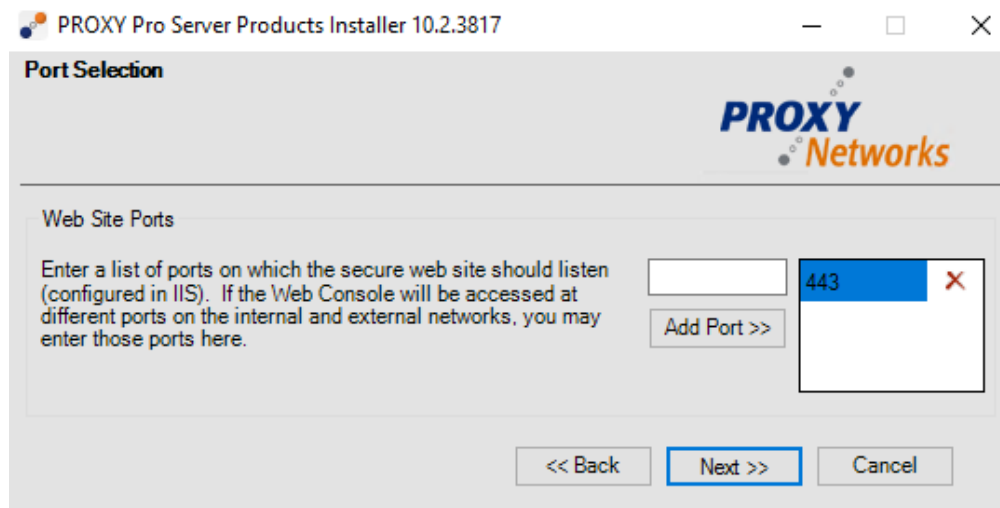 PROXY Pro Server Products Installer 10.2.3817
Port Selection
PROXY
Networks
Web Site Ports
Enter a list of ports on which the secure web site should listen
(configured in IIS). If the Web Console will be accessed at
different ports on the internal and external networks, you may
enter those ports here.
443
Add Port >>
<< Back
Next >>
Cancel